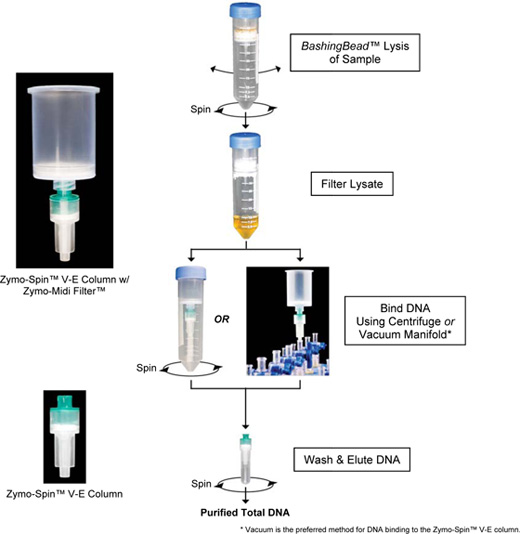 BashingBead™ Lysis
of Sample
Spin
Filter Lysate
Zymo-Spin™ V-E Column w/
Zymo-Midi Filter™
OR
Bind DNA
Using Centrifuge or
Vacuum Manifold*
Spin
Wash & Elute DNA
Spin
Zymo-Spin™ V-E Column
Purified Total DNA
* Vacuum is the preferred method for DNA binding to the Zymo-Spin™ V-E column.